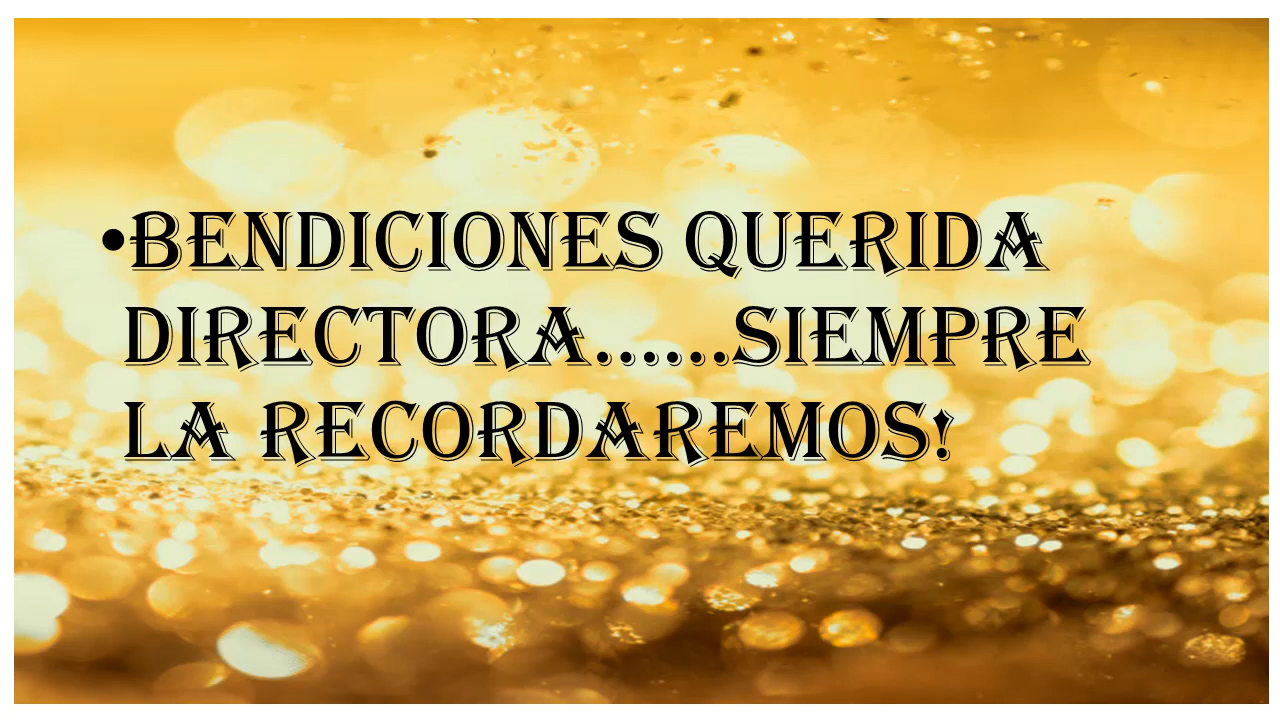 •BENDICIONES QUERIDA
DIRECTORA......SIEMPRE
LA RECORDAREMOS!